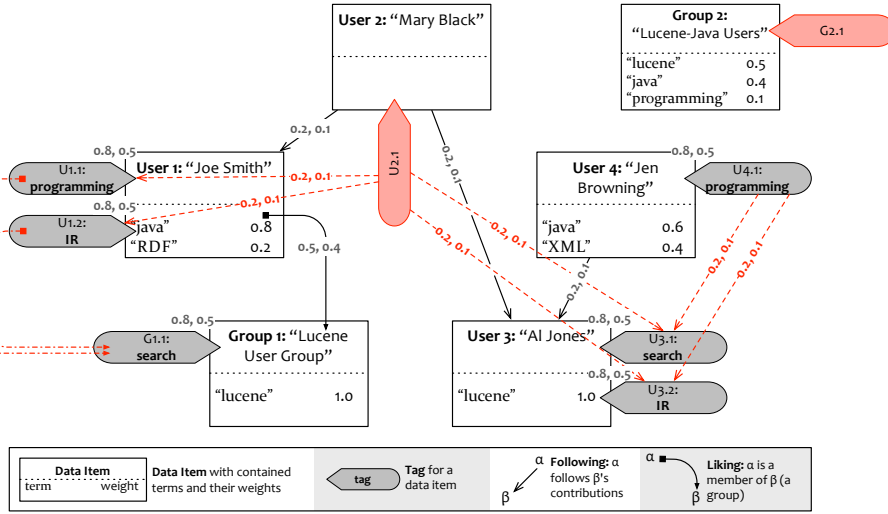 User 2: “Mary Black”
Group 2:
“Lucene-Java Users”
“lucene” 0.5
“java” 0.4
“programming” 0.1
G2.1
0.2, 0.1
U2.1
0.8, 0.5
U1.1:
programming
User 1: “Joe Smith”
0.2, 0.1
0.8, 0.5
U1.2:
IR
0.2, 0.1
“java” 0.8
“RDF” 0.2
0.5, 0.4
0.2, 0.1
0.8, 0.5
User 4: “Jen
Browning”
U4.1:
programming
“java” 0.6
“XML” 0.4
0.2, 0.1
0.2, 0.1
0.2, 0.1
0.2, 0.1
0.2, 0.1
0.8, 0.5
G1.1:
search
Group 1: “Lucene
User Group”
“lucene” 1.0
User 3: “Al Jones”
0.8, 0.5
U3.1:
search
0.8, 0.5
U3.2:
IR
“lucene” 1.0
Data Item
term weight
Data Item with contained
terms and their weights
tag
Tag for a
data item
α
β
Following: α
follows β's
contributions
α
β
Liking: α is a
member of β (a
group)